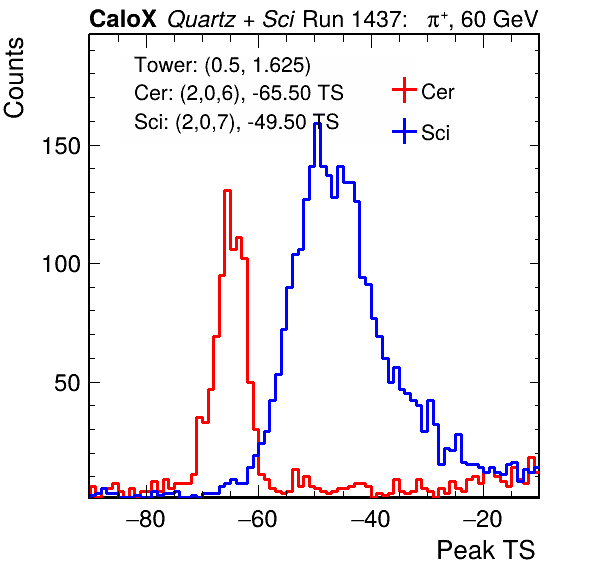 CaloX Quartz + Sci Run 1437: π⁺, 60 GeV
Counts
Tower: (0.5, 1.625)
Cer: (2,0,6), -65.50 TS
Sci: (2,0,7), -49.50 TS
Cer
Sci
150
100
50
−80 −60 −40 −20
Peak TS